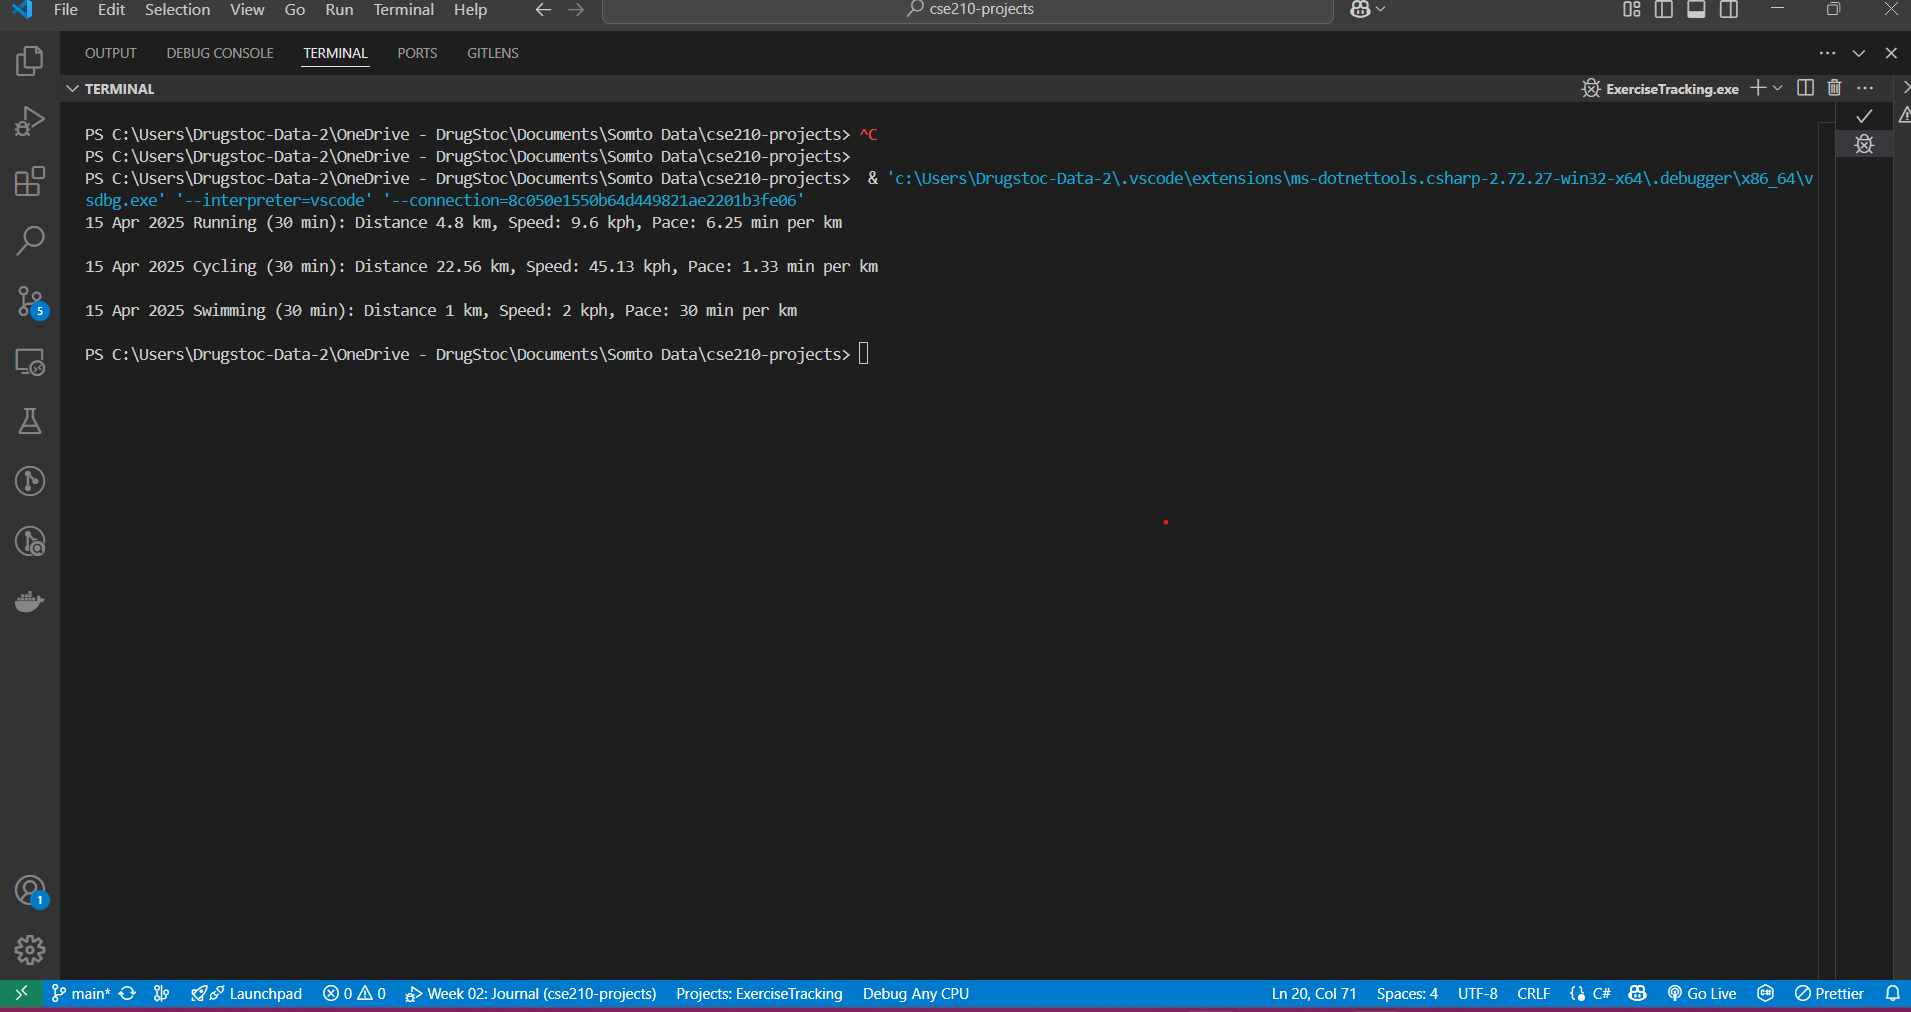 File Edit Selection View Go Run Terminal Help cse210-projects
OUTPUT DEBUG CONSOLE TERMINAL PORTS GITLENS
TERMINAL ExerciseTracking.exe
PS C:\Users\Drugstoc-Data-2\OneDrive - DrugStoc\Documents\Somto Data\cse210-projects> ^C
PS C:\Users\Drugstoc-Data-2\OneDrive - DrugStoc\Documents\Somto Data\cse210-projects>
PS C:\Users\Drugstoc-Data-2\OneDrive - DrugStoc\Documents\Somto Data\cse210-projects>  & 'c:\Users\Drugstoc-Data-2\.vscode\extensions\ms-dotnettools.csharp-2.72.27-win32-x64\.debugger\x86_64\v
sdbg.exe' '--interpreter=vscode' '--connection=8c050e1550b64d449821ae2201b3fe06'
15 Apr 2025 Running (30 min): Distance 4.8 km, Speed: 9.6 kph, Pace: 6.25 min per km
15 Apr 2025 Cycling (30 min): Distance 22.56 km, Speed: 45.13 kph, Pace: 1.33 min per km
15 Apr 2025 Swimming (30 min): Distance 1 km, Speed: 2 kph, Pace: 30 min per km
PS C:\Users\Drugstoc-Data-2\OneDrive - DrugStoc\Documents\Somto Data\cse210-projects>
5
1
main* Launchpad 0 0 Week 02: Journal (cse210-projects) Projects: ExerciseTracking Debug Any CPU Ln 20, Col 71 Spaces: 4 UTF-8 CRLF {} C# Go Live Prettier